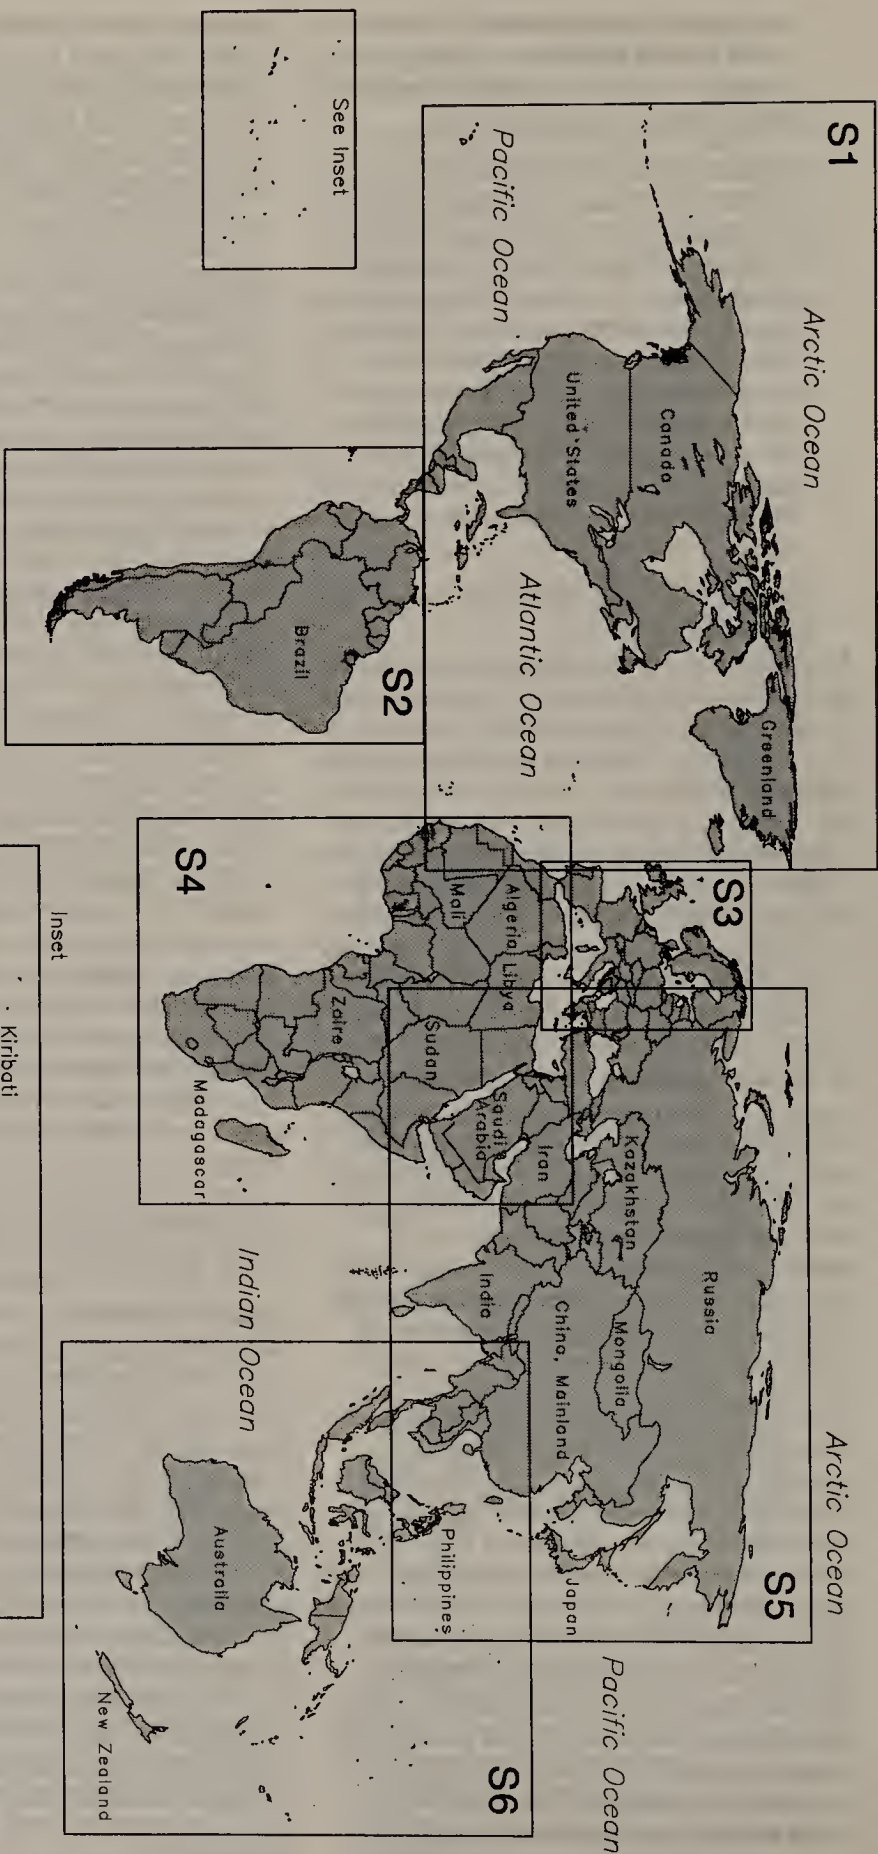 S1
Arctic Ocean
Arctic Ocean
Greenland
Canada
United States
Pacific Ocean
Atlantic Ocean
See Inset
S2
Brazil
S3
S5
Russia
Kazakhstan
Mongolia
China, Mainland
Japan
Pacific Ocean
Iran
Saudi
Arabia
India
Philippines
Algeria
Libya
Mali
Sudan
Zaire
S4
Madagascar
Indian Ocean
S6
Australia
New Zealand
Inset
Kiribati